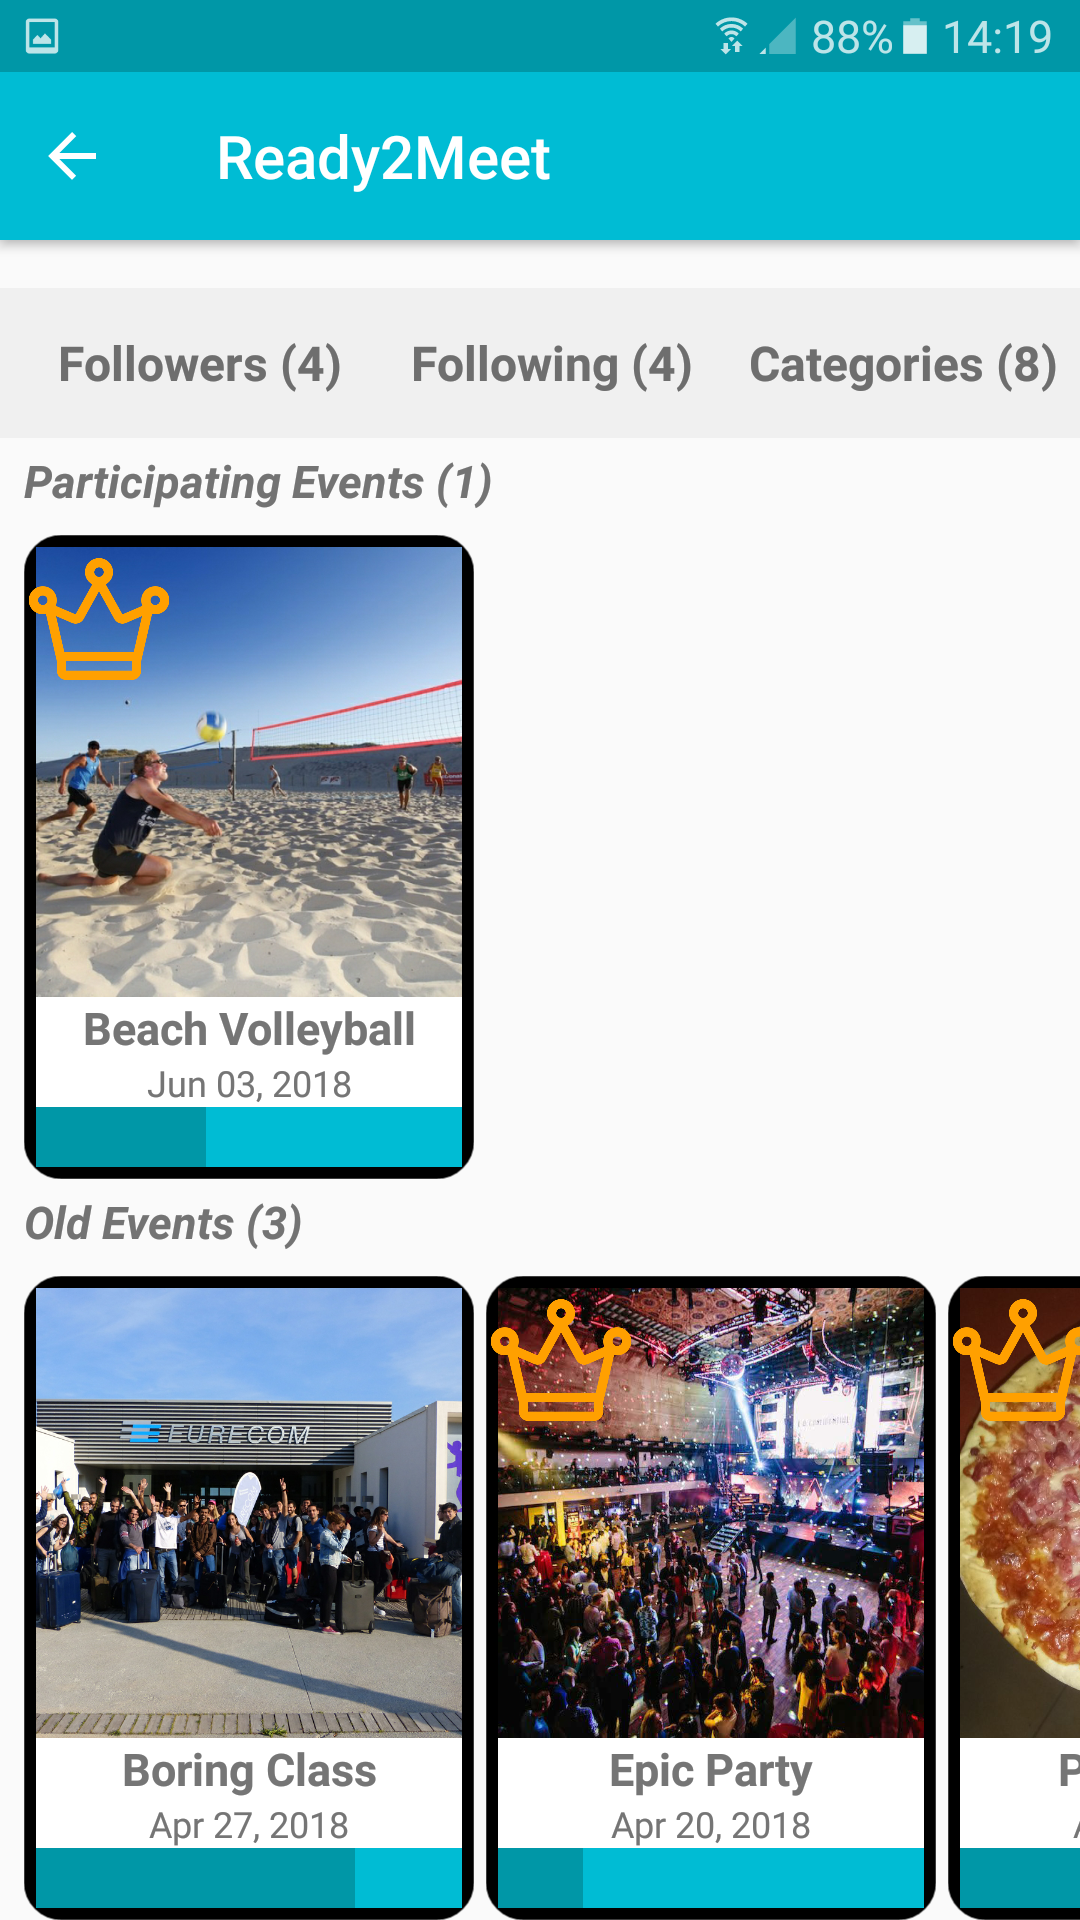 88% 14:19
Ready2Meet
Followers (4) Following (4) Categories (8)
Participating Events (1)
Beach Volleyball
Jun 03, 2018
Old Events (3)
EURECOM
Boring Class
Apr 27, 2018
Epic Party
Apr 20, 2018
P